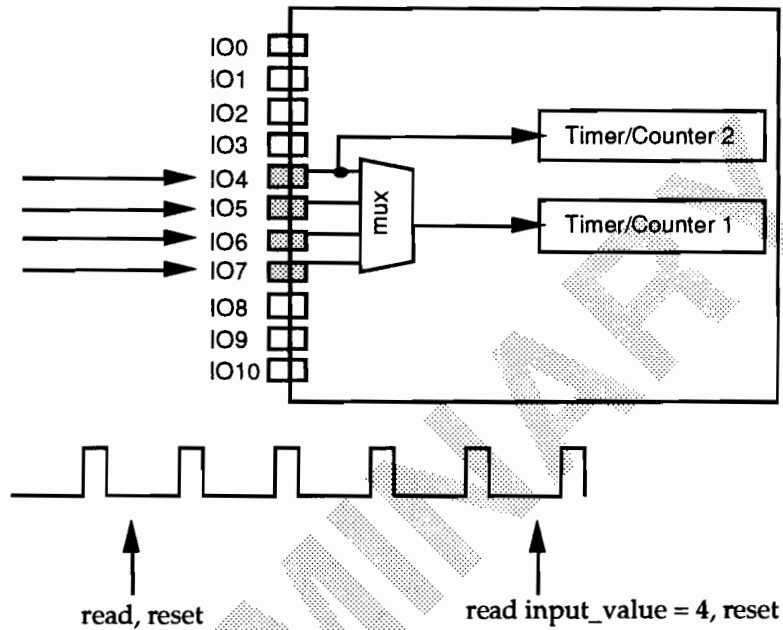 IO0
IO1
IO2
IO3
Timer/Counter 2
IO4
IO5
mux
Timer/Counter 1
IO6
IO7
IO8
IO9
IO10
read, reset
read input_value = 4, reset